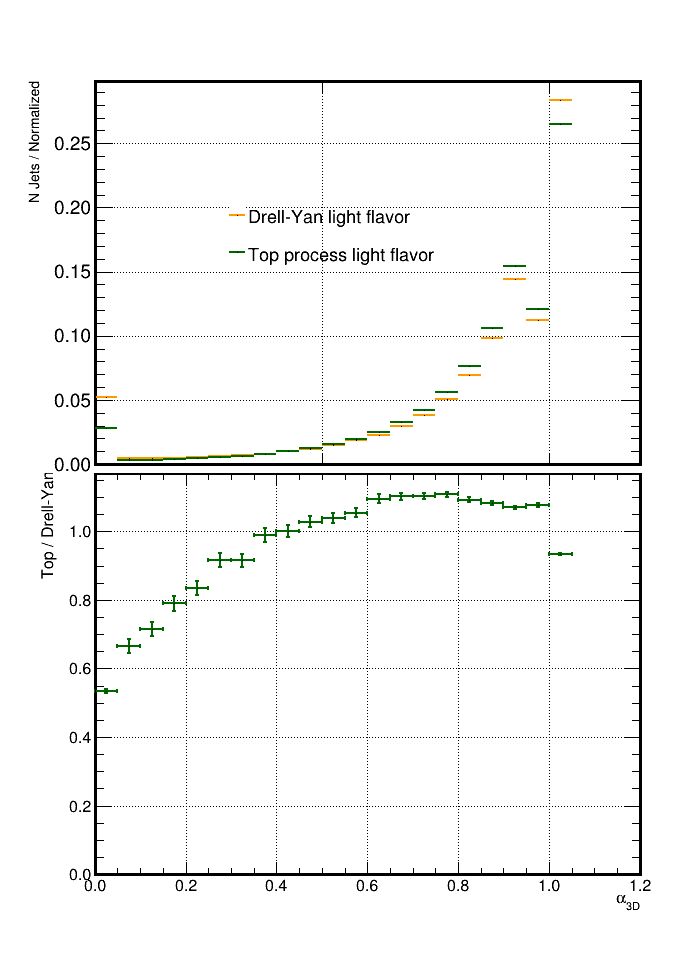 N Jets / Normalized
0.25
0.20
0.15
0.10
0.05
0.00
Drell-Yan light flavor
Top process light flavor
Top / Drell-Yan
1.0
0.8
0.6
0.4
0.2
0.0
0.0 0.2 0.4 0.6 0.8 1.0 1.2
α3D